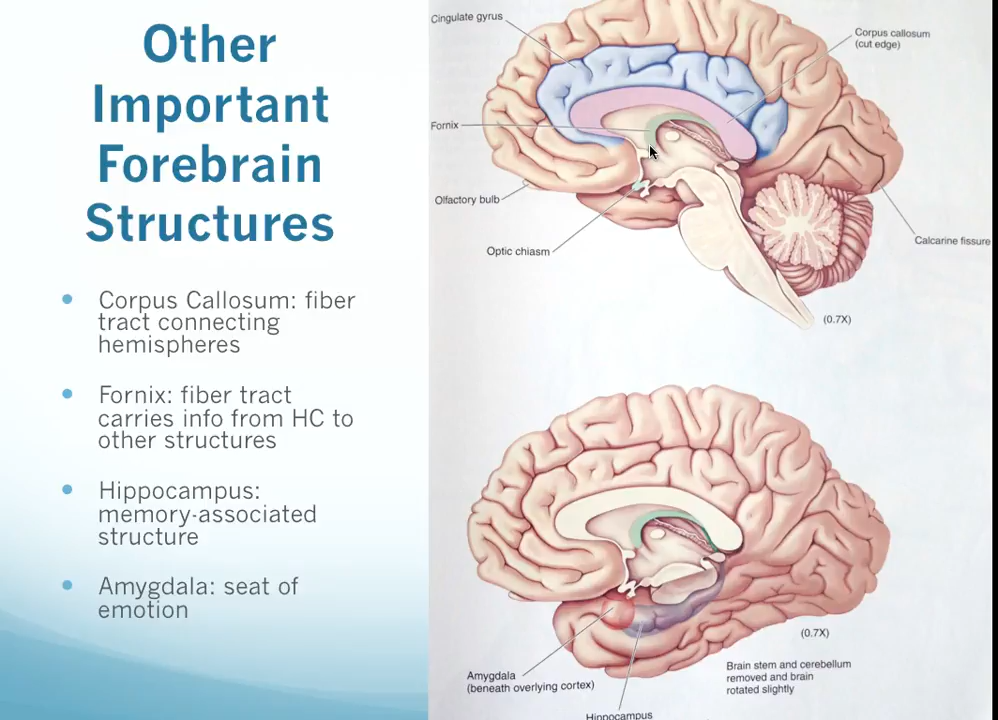 Other
Important
Forebrain
Structures
Corpus Callosum: fiber
tract connecting
hemispheres
Fornix: fiber tract
carries info from HC to
other structures
Hippocampus:
memory-associated
structure
Amygdala: seat of
emotion
Cingulate gyrus
Corpus callosum
(cut edge)
Fornix
Olfactory bulb
Optic chiasm
Calcarine fissure
(0.7X)
(0.7X)
Amygdala
(beneath overlying cortex)
Brain stem and cerebellum
removed and brain
rotated slightly
Hippocampus